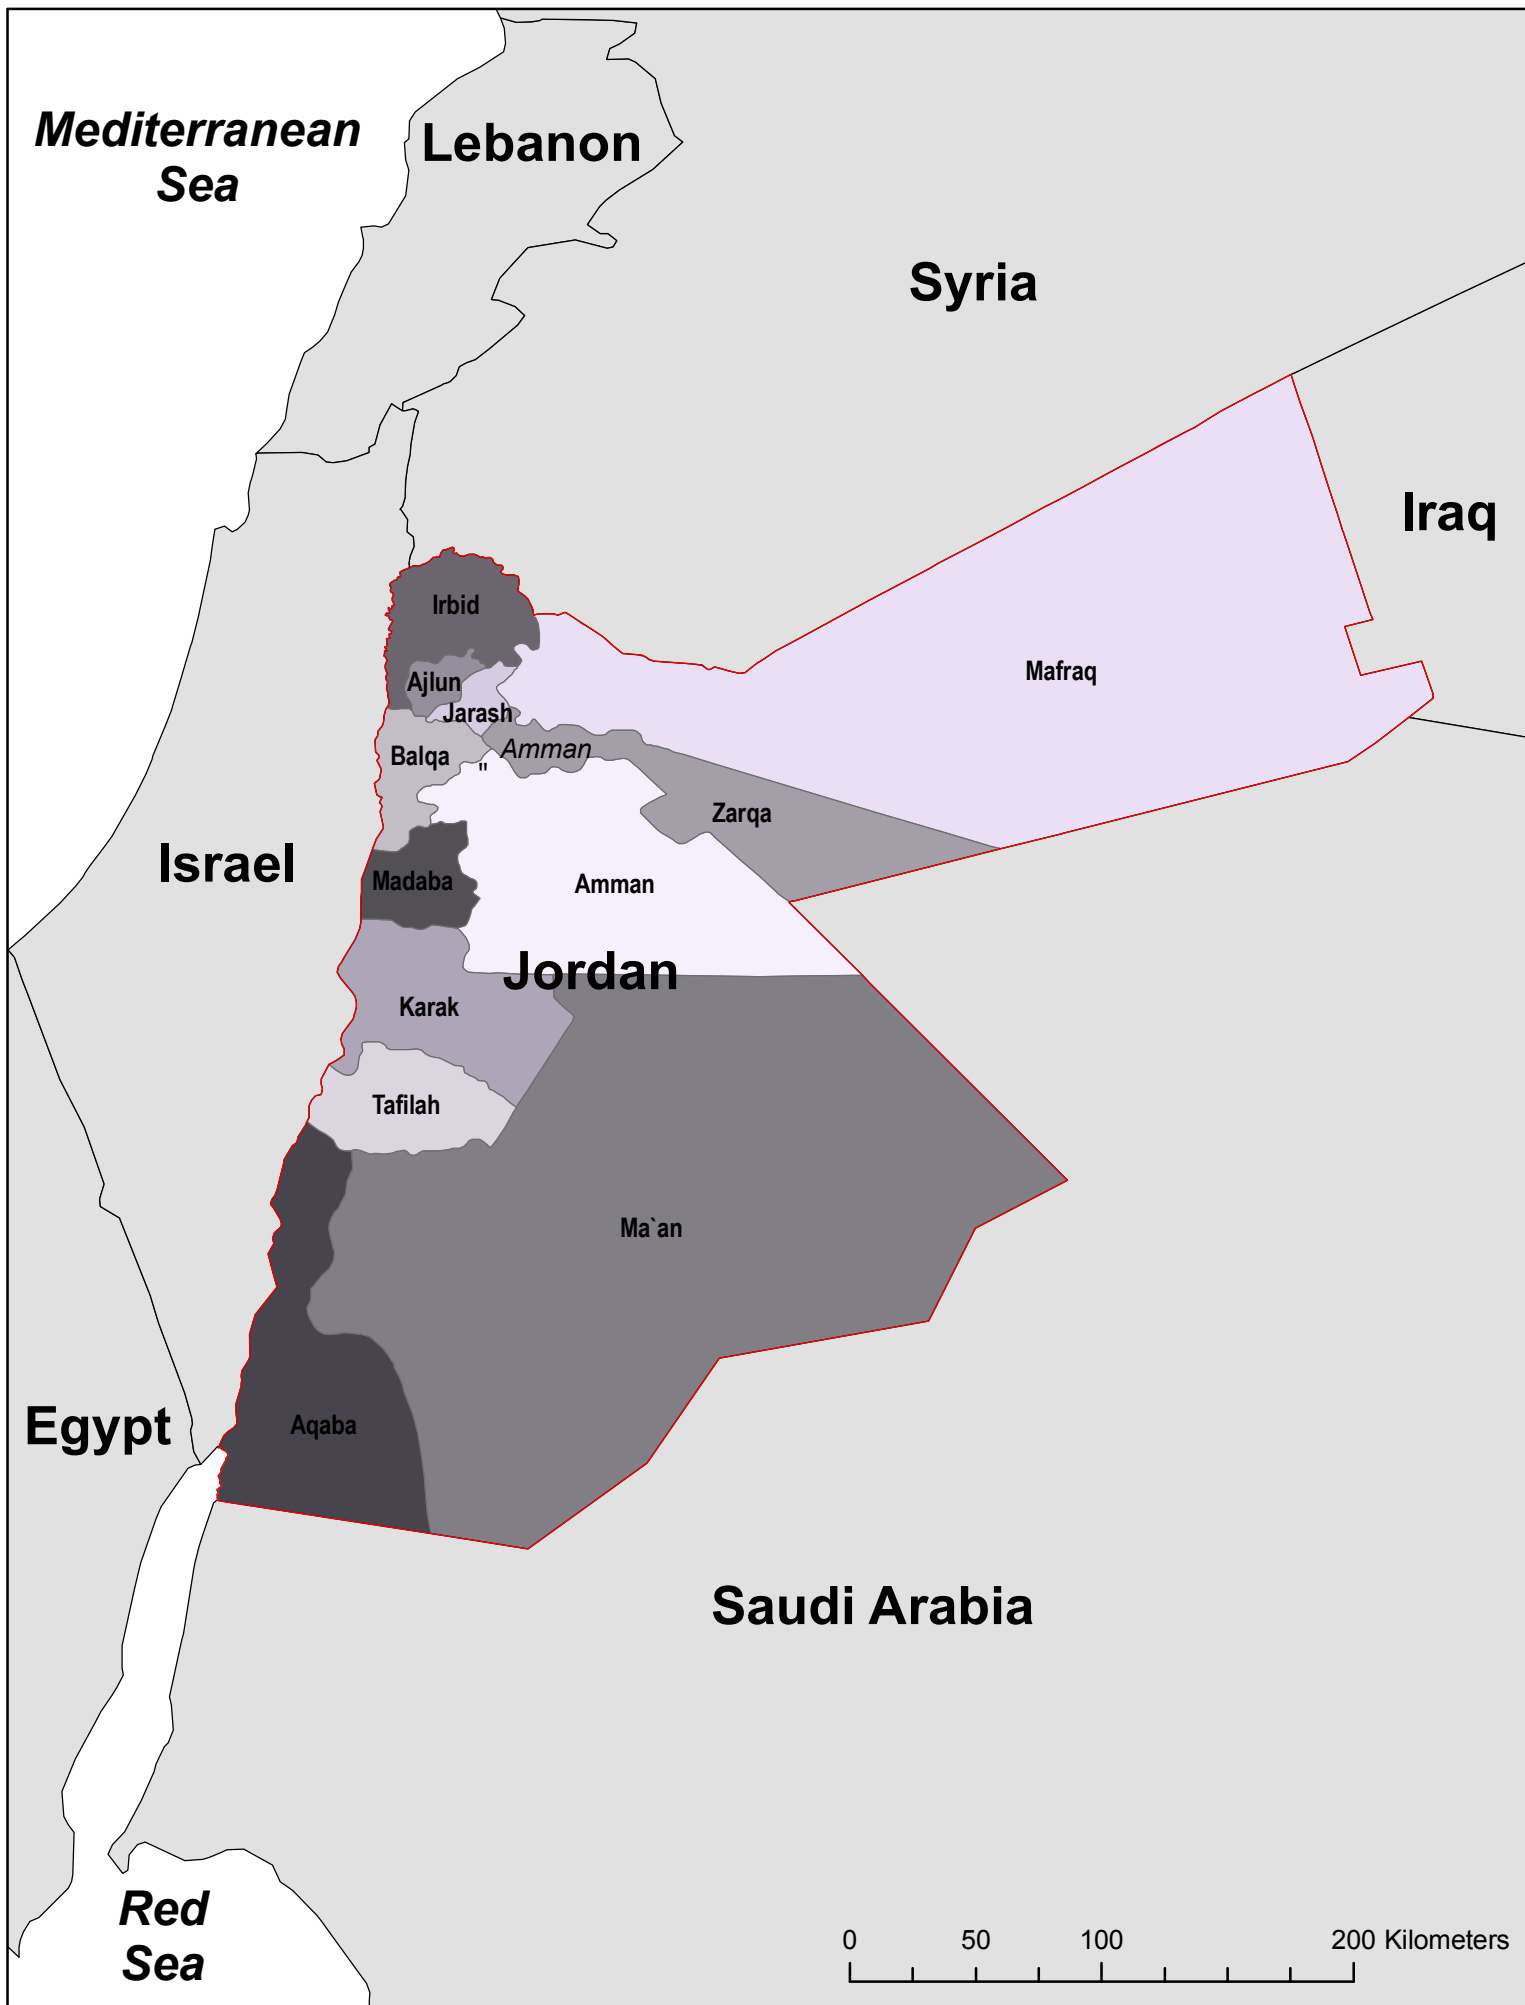 Mediterranean
Sea
Lebanon
Syria
Iraq
Irbid
Mafraq
Ajlun
Jarash
Amman
Balqa
"
Zarqa
Israel
Madaba
Amman
Jordan
Karak
Tafilah
Ma`an
Egypt
Aqaba
Saudi Arabia
Red
Sea
0 50 100 200 Kilometers